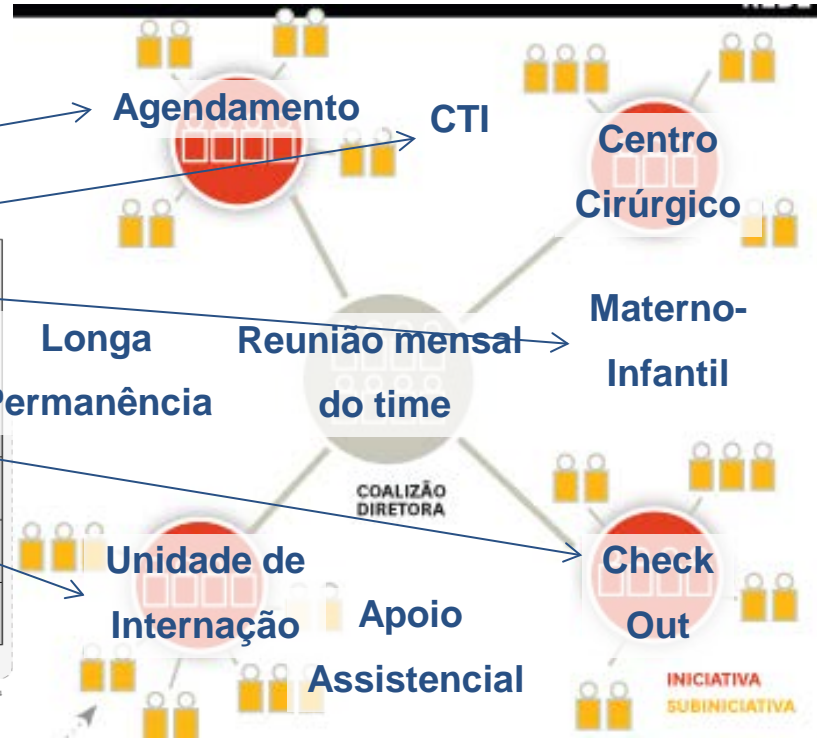 REDE
Agendamento
CTI
Centro
Cirúrgico
Longa
Permanência
Reunião mensal
do time
Materno-
Infantil
COALIZÃO
DIRETORA
Unidade de
Internação
Apoio
Assistencial
Check
Out
INICIATIVA
SUBINICIATIVA